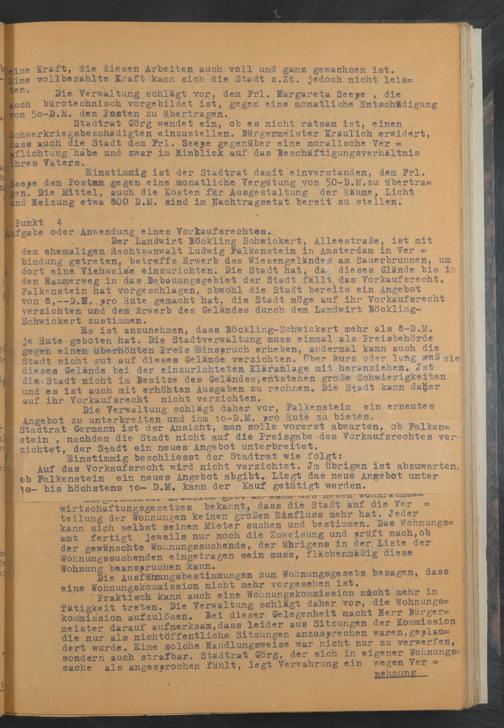 eine Kraft, die diesen Arbeiten auch voll und ganz gewachsen ist.
Eine vollbezahlte Kraft kann sich die Stadt z.Zt. jedoch nicht leis=
ten.
Die Verwaltung schlägt vor, dem Frl. Margareta Seepe , die
auch bürotechnisch vorgebildet ist, gegen eine monatliche Entschädigung
von 50-D.M. den Posten zu übertragen.
Stadtrat Görg wendet ein, ob es nicht ratsam ist, einen
Schwerkriegsbeschädigten einzustellen. Bürgermeister Kraulich erwidert,
dass auch die Stadt dem Frl. Seepe gegenüber eine moralische Ver =
pflichtung habe und zwar im Hinblick auf das Beschäftigungsverhältnis
ihres Vaters.
Einstimmig ist der Stadtrat damit einverstanden, dem Frl.
Seepe den Posten gegen eine monatliche Vergütung von 50-D.M.zu übertra=
gen. Die Mittel, auch die Kosten für Ausgestaltung der Räume, Licht
und Heizung etwa 800 D.M. sind im Nachtragsetat bereit zu stellen.
Punkt 4
Aufgabe oder Anwendung eines Vorkaufsrechtes.
Der Landwirt Böckling Schwickert, Alleestraße, ist mit
dem ehemaligen Rechtsanwalt Ludwig Falkenstein in Amsterdam in Ver =
bindung getreten, betreffs Erwerb des Wiesengeländes am Sauerbrunnen, um
dort eine Viehweise einzurichten. Die Stadt hat, da dieses Glände bis in
den Hammerweg in das Bebauungsgebiet der Stadt fällt das Vorkaufsrecht.
Falkenstein hat vorgeschlagen, obwohl die Stadt bereits ein Angebot
von 8,--D.M. pro Rute gemacht hat, die Stadt möge auf ihr Vorkaufsrecht
verzichten und dem Erwerb des Geländes durch den Landwirt Böckling-
Schwickert zustimmen.
Es ist anzunehmen, dass Böckling-Schwickert mehr als 8-D.M.
je Rute geboten hat. Die Stadtverwaltung muss einmal als Preisbehörde
gegen einen überhöhten Preis Einspruch erheben, andermal kann auch die
Stadt nicht gut auf dieses Gelände verzichten. Über kurz oder lang muß sie
dieses Gelände bei der einzurichteten Kläranlage mit heranziehen. Jst
die Stadt nicht im Besitze des Geländes, entstehen große Schwierigkeiten
und es ist auch mit erhöhten Ausgaben zu rechnen. Die Stadt kann daher
auf ihr Vorkaufsrecht nicht verzichten.
Die Verwaltung schlägt daher vor, Falkenstein ein erneutes
Angebot zu unterbreiten und ihm 10-D.M. pro Rute zu bieten.
Stadtrat Germann ist der Ansicht, man solle vorerst abwarten, ob Falken=
stein , nachdem die Stadt nicht auf die Preisgabe des Vorkaufsrechtes ver=
zichtet, der Stadt ein neues Angebot unterbreitet.
Einstimmig beschliesst der Stadtrat wie folgt:
Auf das Vorkaufsrecht wird nicht verzichtet. Jm übrigen ist abzuwarten,
ob Falkenstein ein neues Angebot abgibt. Liegt das neue Angebot unter
10- bis höchstens 10- D.M. kann der Kauf getätigt werden.
wirtschaftungsgesetzes bekannt, dass die Stadt auf die Ver =
teilung der Wohnungen keinen großen Einfluss mehr hat. Jeder
kann sich selbst seinen Mieter suchen und bestimmen. Das Wohnungs=
amt fertigt jeweils nur noch die Zuweisung und prüft nach,ob
der gewünschte Wohnungssuchende, der übrigens in der Liste der
Wohnungssuchenden eingetragen sein muss, flächenmäßig diese
Wohnung beanspruchen kann.
Die Ausführungsbestimmungen zum Wohnungsgesetz besagen, dass
eine Wohnungskommission nicht mehr vorgesehen ist.
Praktisch kann auch eine Wohnungskommission nicht mehr in
Tätigkeit treten. Die Verwaltung schlägt daher vor, die Wohnungs=
kommission aufzulösen. Bei dieser Gelegenheit macht Herr Bürger=
meister darauf aufmerksam,dass leider aus Sitzungen der Kommission
die nur als nichtöffentliche Sitzungen anzusprechen waren,geplau=
dert wurde. Eine solche Handlungsweise war nicht nur zu verwerfen,
sondern auch strafbar. Stadtrat Görg, der sich in eigener Wohnungs=
sache als angesprochen fühlt, legt Verwahrung ein wegen Ver =
nehmung